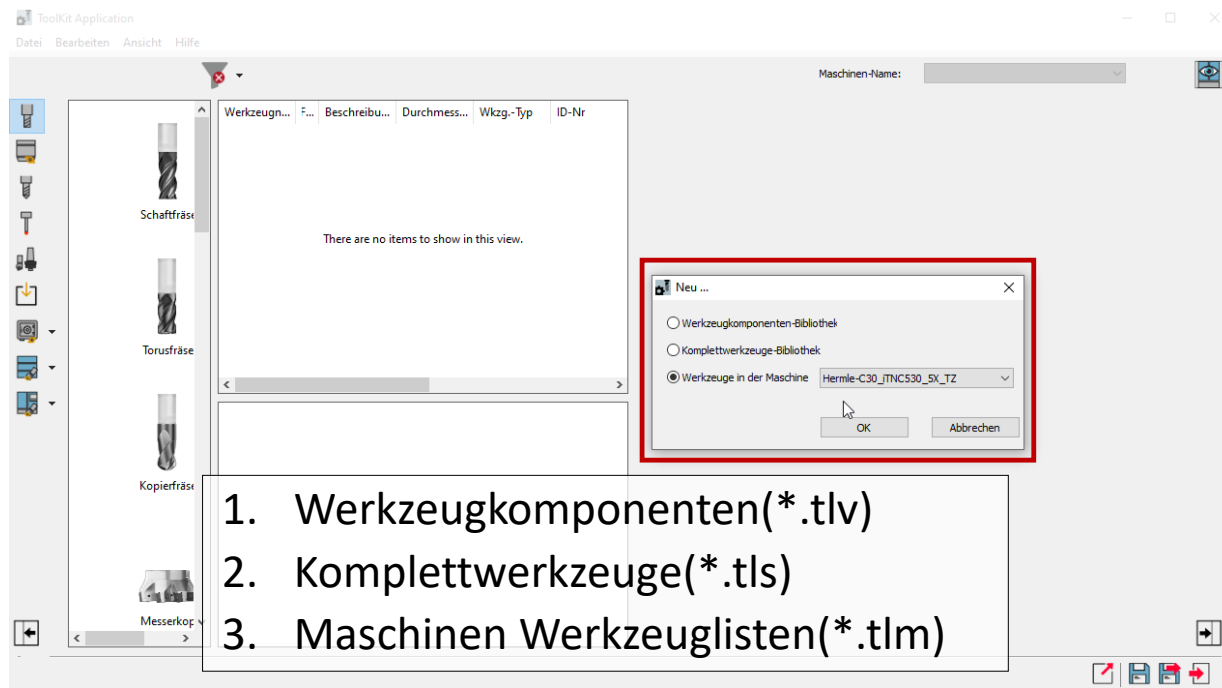 ToolKit Application
Datei Bearbeiten Ansicht Hilfe
Maschinen-Name:
Werkzeugn... F... Beschreibu... Durchmess... Wkzg.-Typ ID-Nr
Schaftfräse
There are no items to show in this view.
Neu ...
Werkzeugkomponenten-Bibliothek
Komplettwerkzeuge-Bibliothek
Torusfräse
Werkzeuge in der Maschine Hermle-C30_iTNC530_5X_TZ
OK Abbrechen
Kopierfräse
1. Werkzeugkomponenten(*.tlv)
2. Komplettwerkzeuge(*.tls)
Messerkop
3. Maschinen Werkzeuglisten(*.tlm)